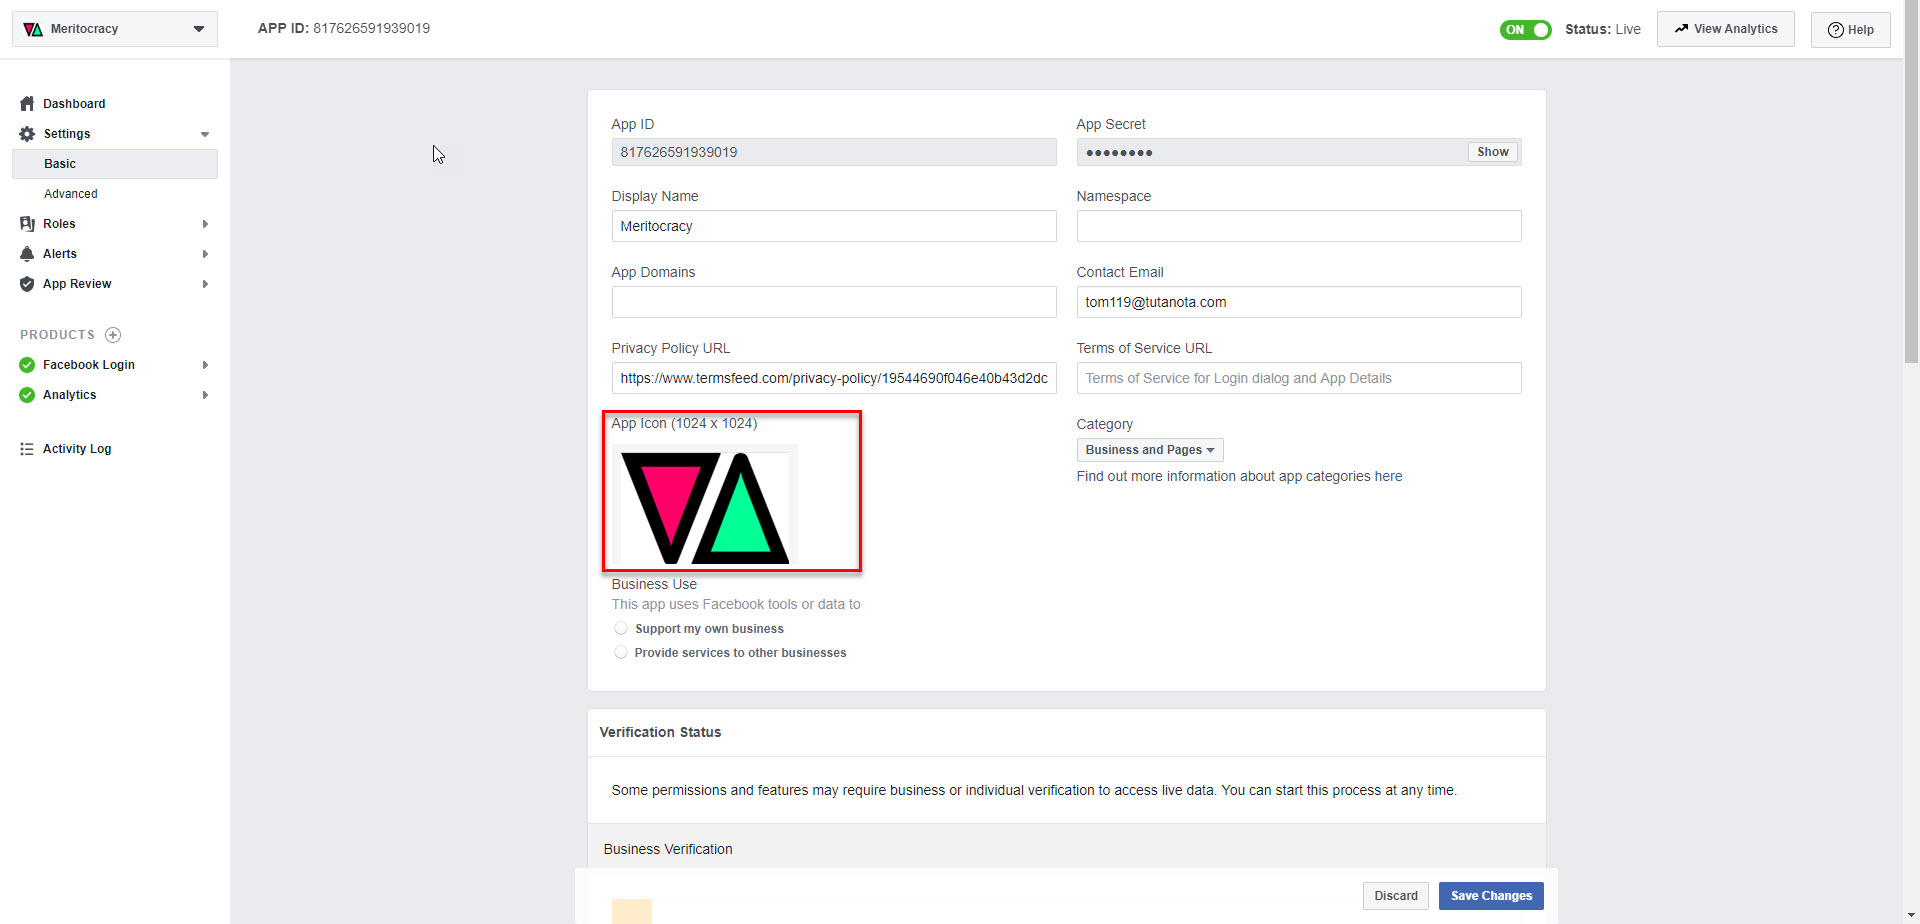 Meritocracy
APP ID: 817626591939019
ON
Status: Live
View Analytics
Help
Dashboard
Settings
Basic
Advanced
Roles
Alerts
App Review
PRODUCTS
Facebook Login
Analytics
Activity Log
App ID
817626591939019
App Secret
●●●●●●●●
Show
Display Name
Meritocracy
Namespace
App Domains
Contact Email
tom119@tutanota.com
Privacy Policy URL
https://www.termsfeed.com/privacy-policy/19544690f046e40b43d2dc
Terms of Service URL
Terms of Service for Login dialog and App Details
App Icon (1024 x 1024)
Category
Business and Pages
Find out more information about app categories here
Business Use
This app uses Facebook tools or data to
Support my own business
Provide services to other businesses
Verification Status
Some permissions and features may require business or individual verification to access live data. You can start this process at any time.
Business Verification
Discard
Save Changes